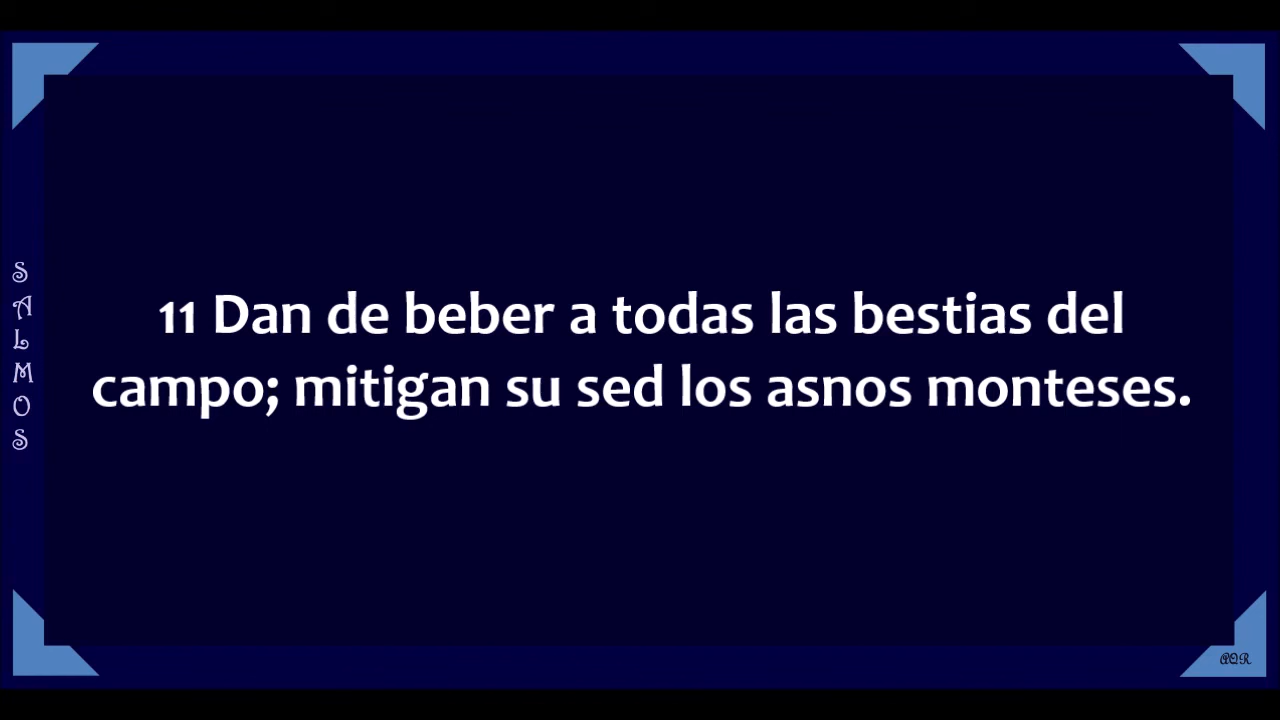 SALMOS
11 Dan de beber a todas las bestias del
campo; mitigan su sed los asnos monteses.